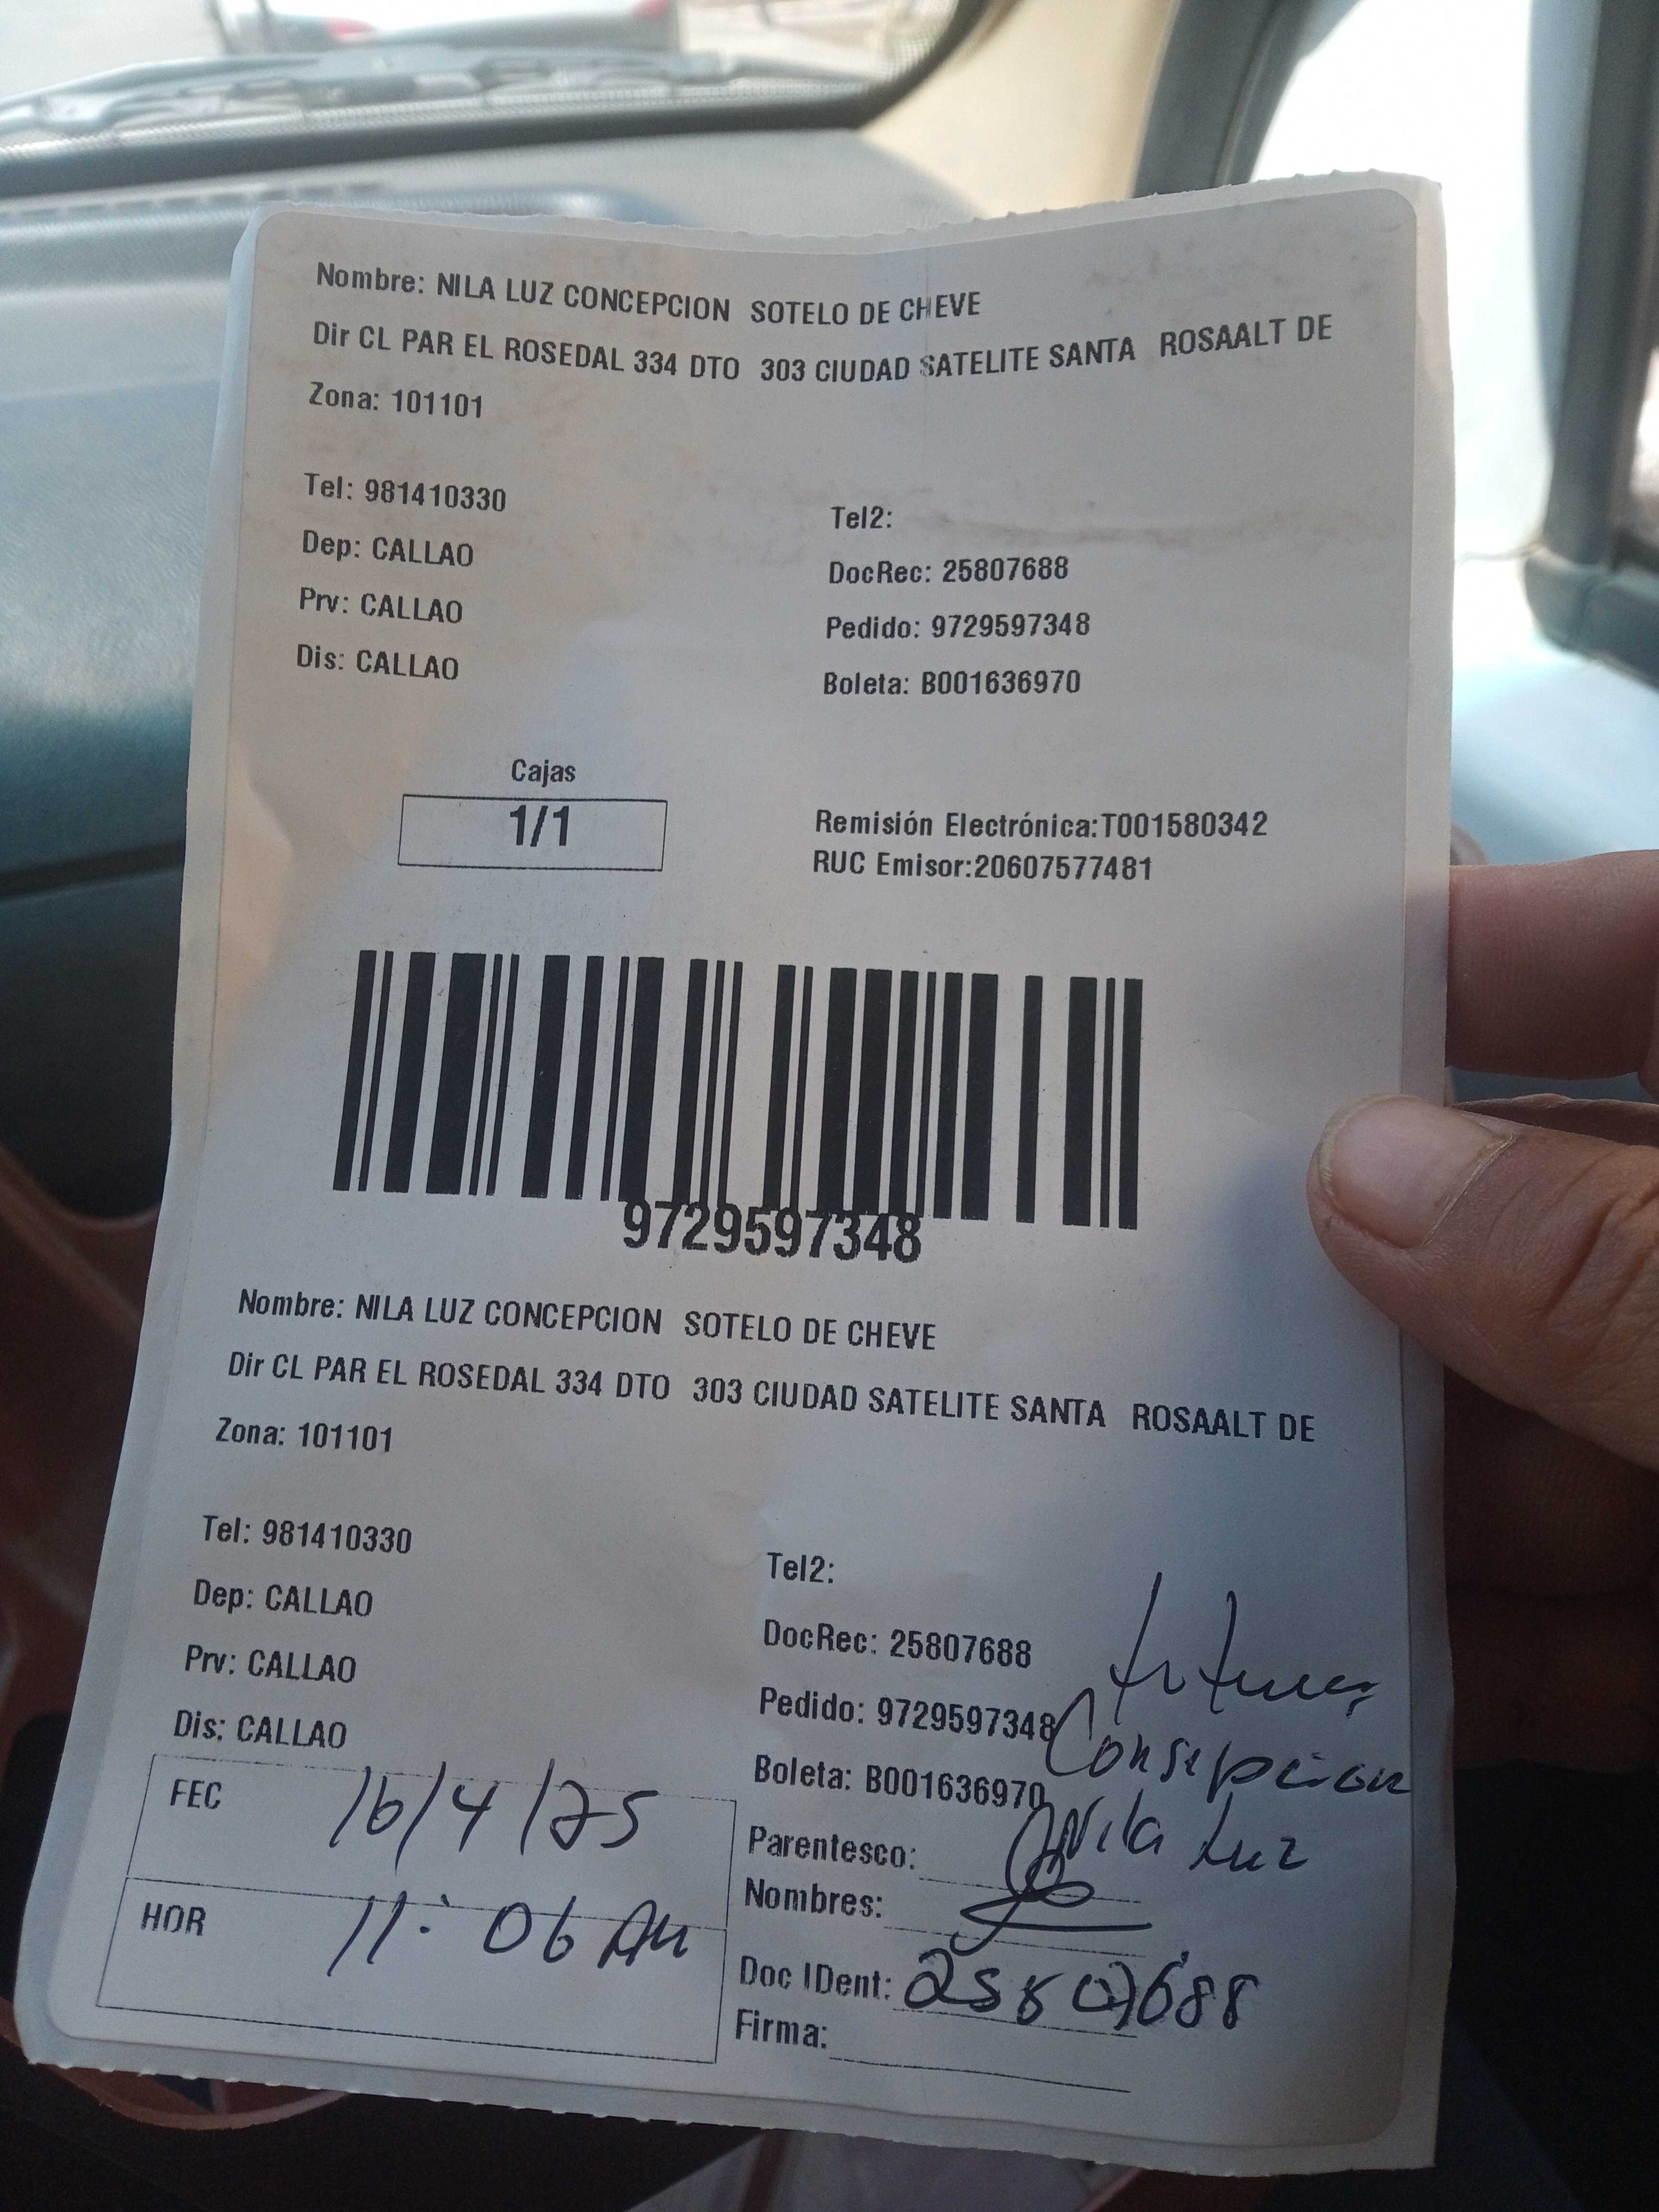 Nombre: NILA LUZ CONCEPCION SOTELO DE CHEVE
Dir CL PAR EL ROSEDAL 334 DTO 303 CIUDAD SATELITE SANTA ROSAALT DE
Zona: 101101
Tel: 981410330
Tel2:
Dep: CALLAO
DocRec: 25807688
Prv: CALLAO
Pedido: 9729597348
Dis: CALLAO
Boleta: B001636970
Cajas
1/1
Remisión Electrónica:T001580342
RUC Emisor:20607577481
9729597348
Nombre: NILA LUZ CONCEPCION SOTELO DE CHEVE
Dir CL PAR EL ROSEDAL 334 DTO 303 CIUDAD SATELITE SANTA ROSAALT DE
Zona: 101101
Tel: 981410330
Tel2:
Dep: CALLAO
DocRec: 25807688
Prv: CALLAO
Pedido: 9729597348
Consepcion
Dis: CALLAO
Boleta: B001636970
Nila Luz
FEC 16/4/25
Parentesco:
Nombres:
HOR 11:06 AM
Doc IDent: 25807688
Firma: